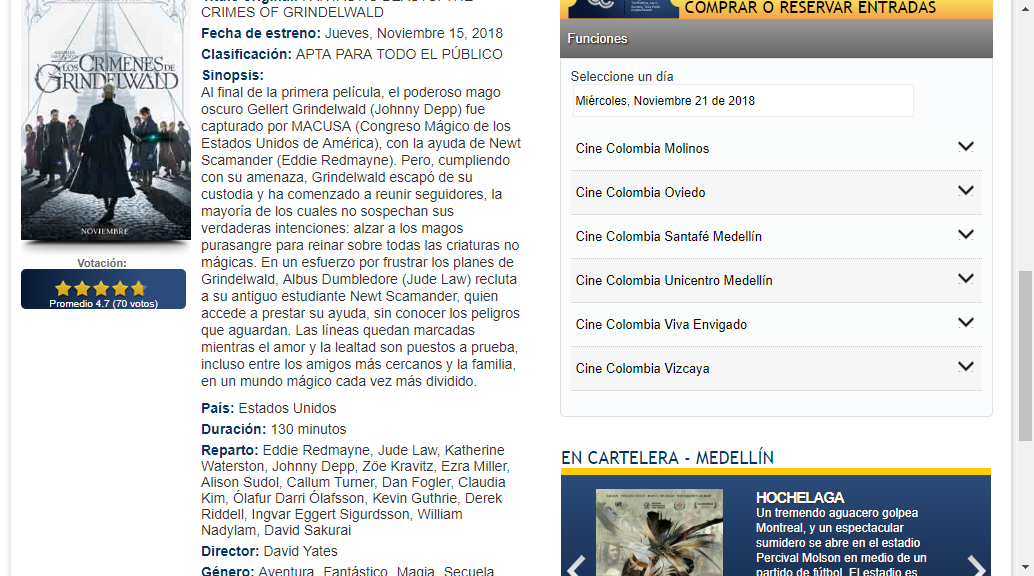 LOS CRÍMENES DE
GRINDELWALD
NOVIEMBRE
Votación:
Promedio 4.7 (70 votos)
CRIMES OF GRINDELWALD
Fecha de estreno: Jueves, Noviembre 15, 2018
Clasificación: APTA PARA TODO EL PÚBLICO
Sinopsis:
Al final de la primera película, el poderoso mago
oscuro Gellert Grindelwald (Johnny Depp) fue
capturado por MACUSA (Congreso Mágico de los
Estados Unidos de América), con la ayuda de Newt
Scamander (Eddie Redmayne). Pero, cumpliendo
con su amenaza, Grindelwald escapó de su
custodia y ha comenzado a reunir seguidores, la
mayoría de los cuales no sospechan sus
verdaderas intenciones: alzar a los magos
purasangre para reinar sobre todas las criaturas no
mágicas. En un esfuerzo por frustrar los planes de
Grindelwald, Albus Dumbledore (Jude Law) recluta
a su antiguo estudiante Newt Scamander, quien
accede a prestar su ayuda, sin conocer los peligros
que aguardan. Las líneas quedan marcadas
mientras el amor y la lealtad son puestos a prueba,
incluso entre los amigos más cercanos y la familia,
en un mundo mágico cada vez más dividido.
País: Estados Unidos
Duración: 130 minutos
Reparto: Eddie Redmayne, Jude Law, Katherine
Waterston, Johnny Depp, Zöe Kravitz, Ezra Miller,
Alison Sudol, Callum Turner, Dan Fogler, Claudia
Kim, Ólafur Darri Ólafsson, Kevin Guthrie, Derek
Riddell, Ingvar Eggert Sigurdsson, William
Nadylam, David Sakurai
Director: David Yates
Género: Aventura, Fantástico, Magia, Secuela
COMPRAR O RESERVAR ENTRADAS
Funciones
Seleccione un día
Miércoles, Noviembre 21 de 2018
Cine Colombia Molinos
Cine Colombia Oviedo
Cine Colombia Santafé Medellín
Cine Colombia Unicentro Medellín
Cine Colombia Viva Envigado
Cine Colombia Vizcaya
EN CARTELERA - MEDELLÍN
HOCHELAGA
Un tremendo aguacero golpea
Montreal, y un espectacular
sumidero se abre en el estadio
Percival Molson en medio de un
partido de fútbol. El estadio es